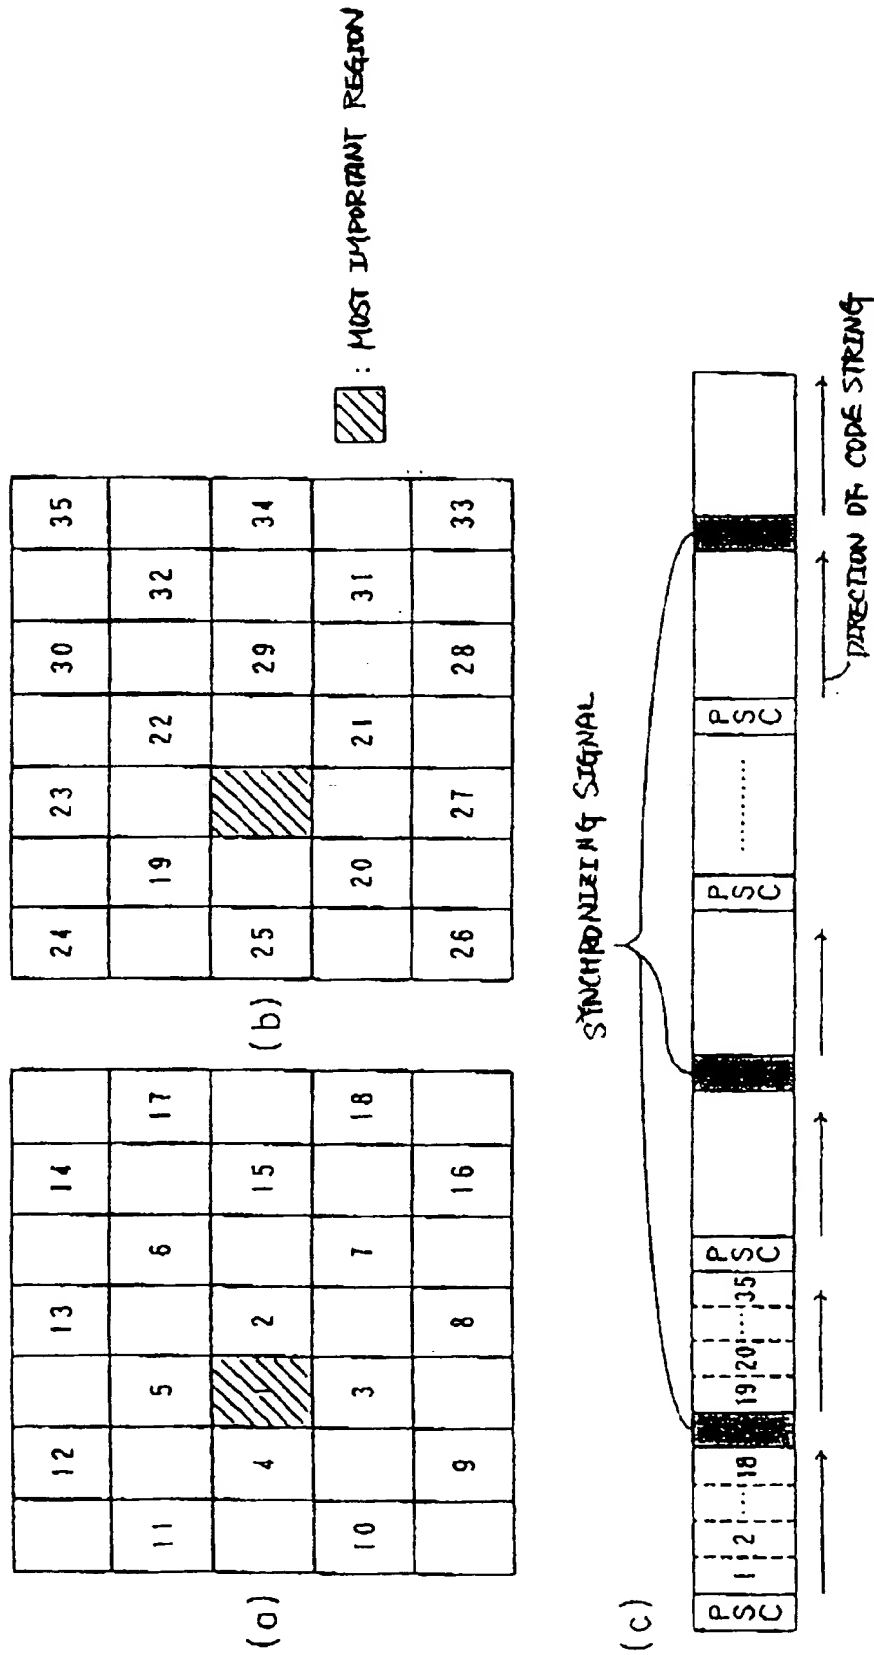 (a)
12 13 14
11 5 6 17
4 1 2 15
10 3 7 18
9 8 16
(b)
24 23 30 35
19 22 32
25 29 34
20 21 31
26 27 28 33
: MOST IMPORTANT REGION
(c)
SYNCHRONIZING SIGNAL
PSC 1 2 ..... 18 19 20 ..... 35 PSC PSC .......... PSC
DIRECTION OF CODE STRING